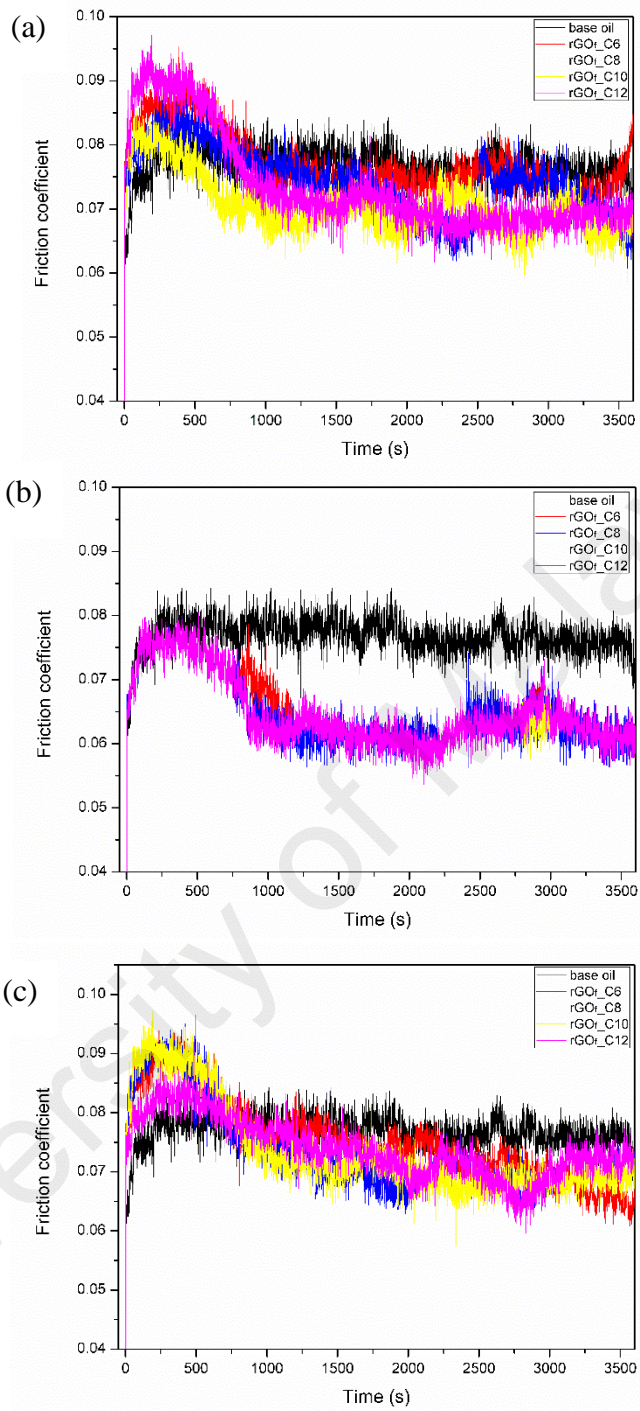 (a)
0.10
0.09
0.08
0.07
0.06
0.05
0.04
Friction coefficient
base oil
rGOf_C6
rGOf_C8
rGOf_C10
rGOf_C12
0 500 1000 1500 2000 2500 3000 3500
Time (s)
(b)
0.10
0.09
0.08
0.07
0.06
0.05
0.04
Friction coefficient
base oil
rGOf_C6
rGOf_C8
rGOf_C10
rGOf_C12
0 500 1000 1500 2000 2500 3000 3500
Time (s)
(c)
0.10
0.09
0.08
0.07
0.06
0.05
0.04
Friction coefficient
base oil
rGOf_C6
rGOf_C8
rGOf_C10
rGOf_C12
0 500 1000 1500 2000 2500 3000 3500
Time (s)
ersity of Mala